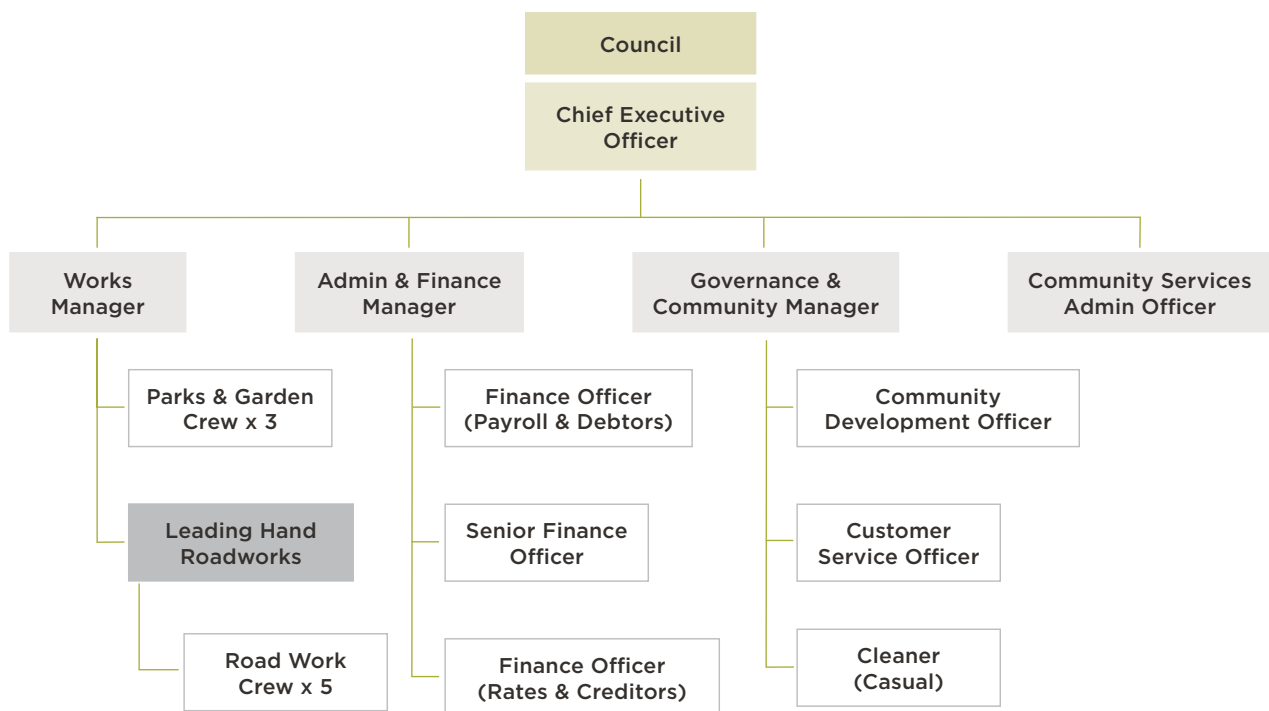 Council
Chief Executive
Officer
Works
Manager
Admin & Finance
Manager
Governance &
Community Manager
Community Services
Admin Officer
Parks & Garden
Crew x 3
Finance Officer
(Payroll & Debtors)
Community
Development Officer
Leading Hand
Roadworks
Senior Finance
Officer
Customer
Service Officer
Road Work
Crew x 5
Finance Officer
(Rates & Creditors)
Cleaner
(Casual)